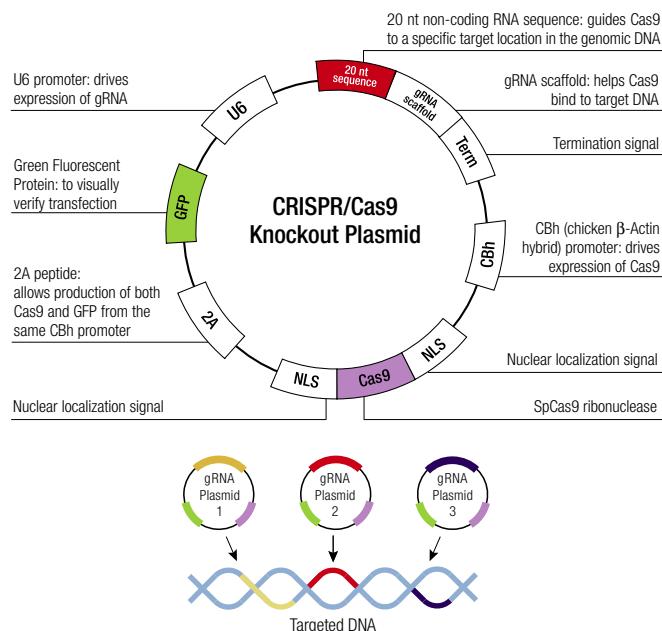 20 nt non-coding RNA sequence: guides Cas9
to a specific target location in the genomic DNA
U6 promoter: drives
expression of gRNA
20 nt
sequence
gRNA
scaffold
gRNA scaffold: helps Cas9
bind to target DNA
U6
Term
Termination signal
Green Fluorescent
Protein: to visually
verify transfection
GFP
CRISPR/Cas9
Knockout Plasmid
CBh
CBh (chicken β-Actin
hybrid) promoter: drives
expression of Cas9
2A peptide:
allows production of both
Cas9 and GFP from the
same CBh promoter
2A
NLS
Cas9
NLS
Nuclear localization signal
Nuclear localization signal
SpCas9 ribonuclease
gRNA
Plasmid
1
gRNA
Plasmid
2
gRNA
Plasmid
3
Targeted DNA